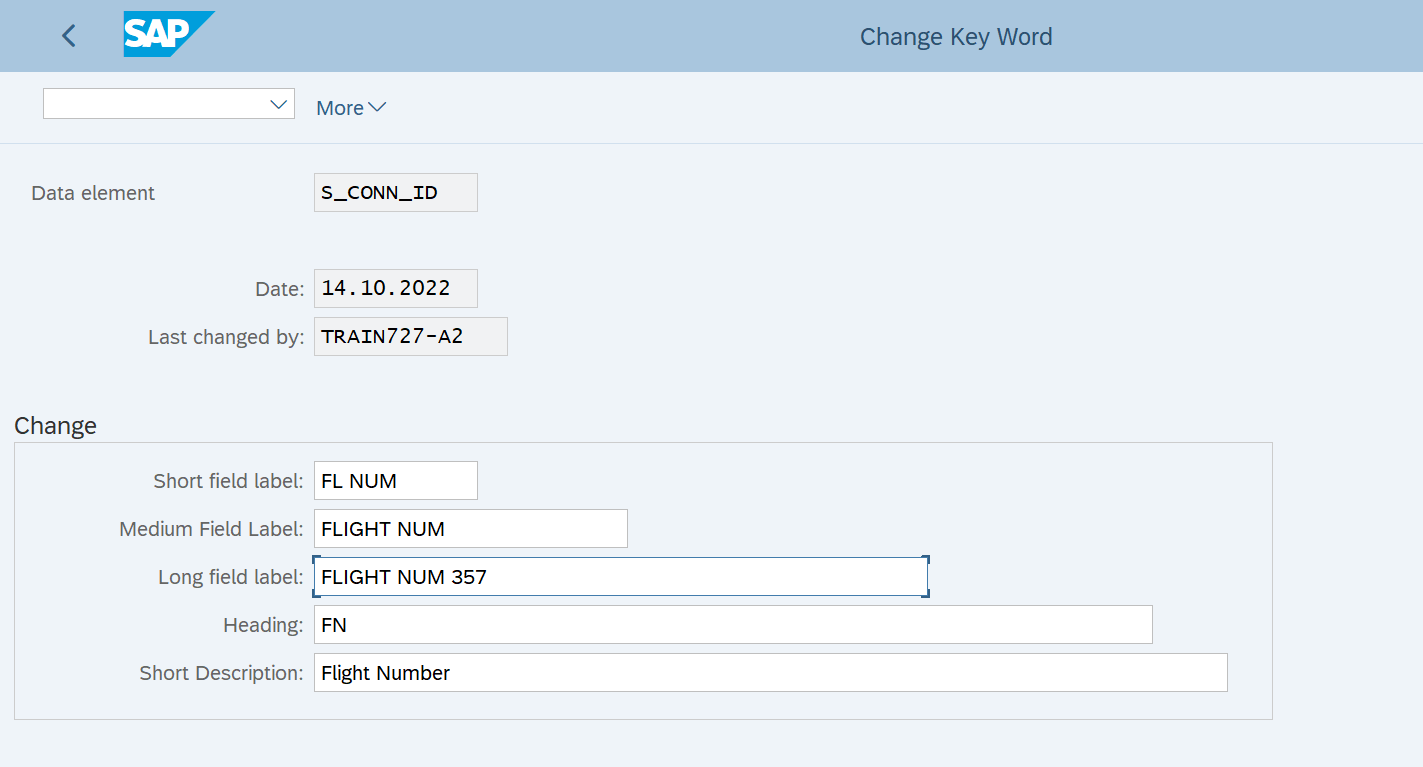 SAP Change Key Word
More
Data element S_CONN_ID
Date: 14.10.2022
Last changed by: TRAIN727-A2
Change
Short field label: FL NUM
Medium Field Label: FLIGHT NUM
Long field label: FLIGHT NUM 357
Heading: FN
Short Description: Flight Number